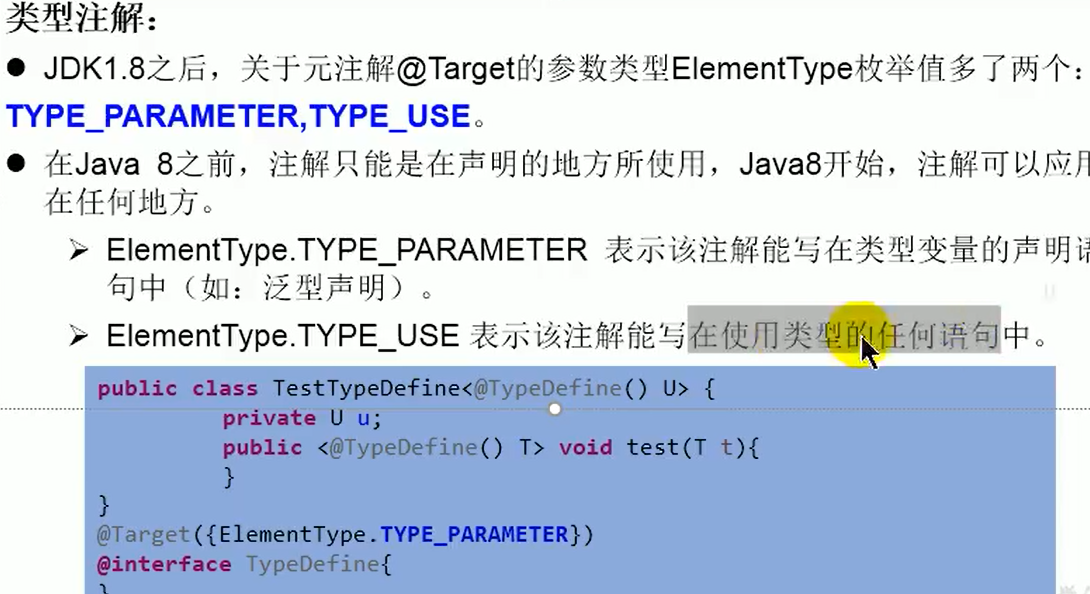 类型注解：
● JDK1.8之后，关于元注解@Target的参数类型ElementType枚举值多了两个：
TYPE_PARAMETER,TYPE_USE。
● 在Java 8之前，注解只能是在声明的地方所使用，Java8开始，注解可以应用
在任何地方。
➢ ElementType.TYPE_PARAMETER 表示该注解能写在类型变量的声明语
句中（如：泛型声明）。
➢ ElementType.TYPE_USE 表示该注解能写在使用类型的任何语句中。
public class TestTypeDefine<@TypeDefine() U> {
private U u;
public <@TypeDefine() T> void test(T t){
}
}
@Target({ElementType.TYPE_PARAMETER})
@interface TypeDefine{
}